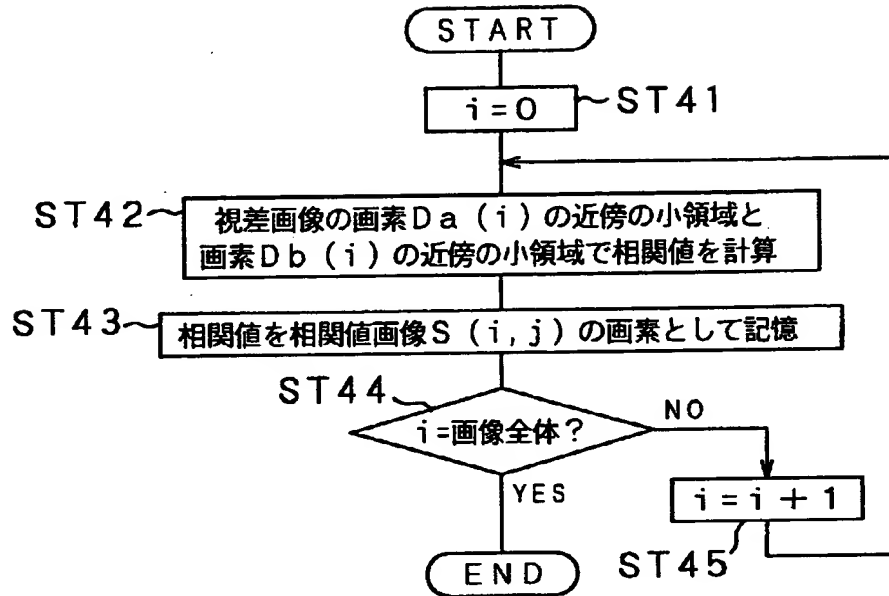 START
i=0
ST41
ST42
視差画像の画素Da(i)の近傍の小領域と
画素Db(i)の近傍の小領域で相関値を計算
ST43
相関値を相関値画像S(i,j)の画素として記憶
ST44
i=画像全体?
NO
YES
i=i+1
ST45
END